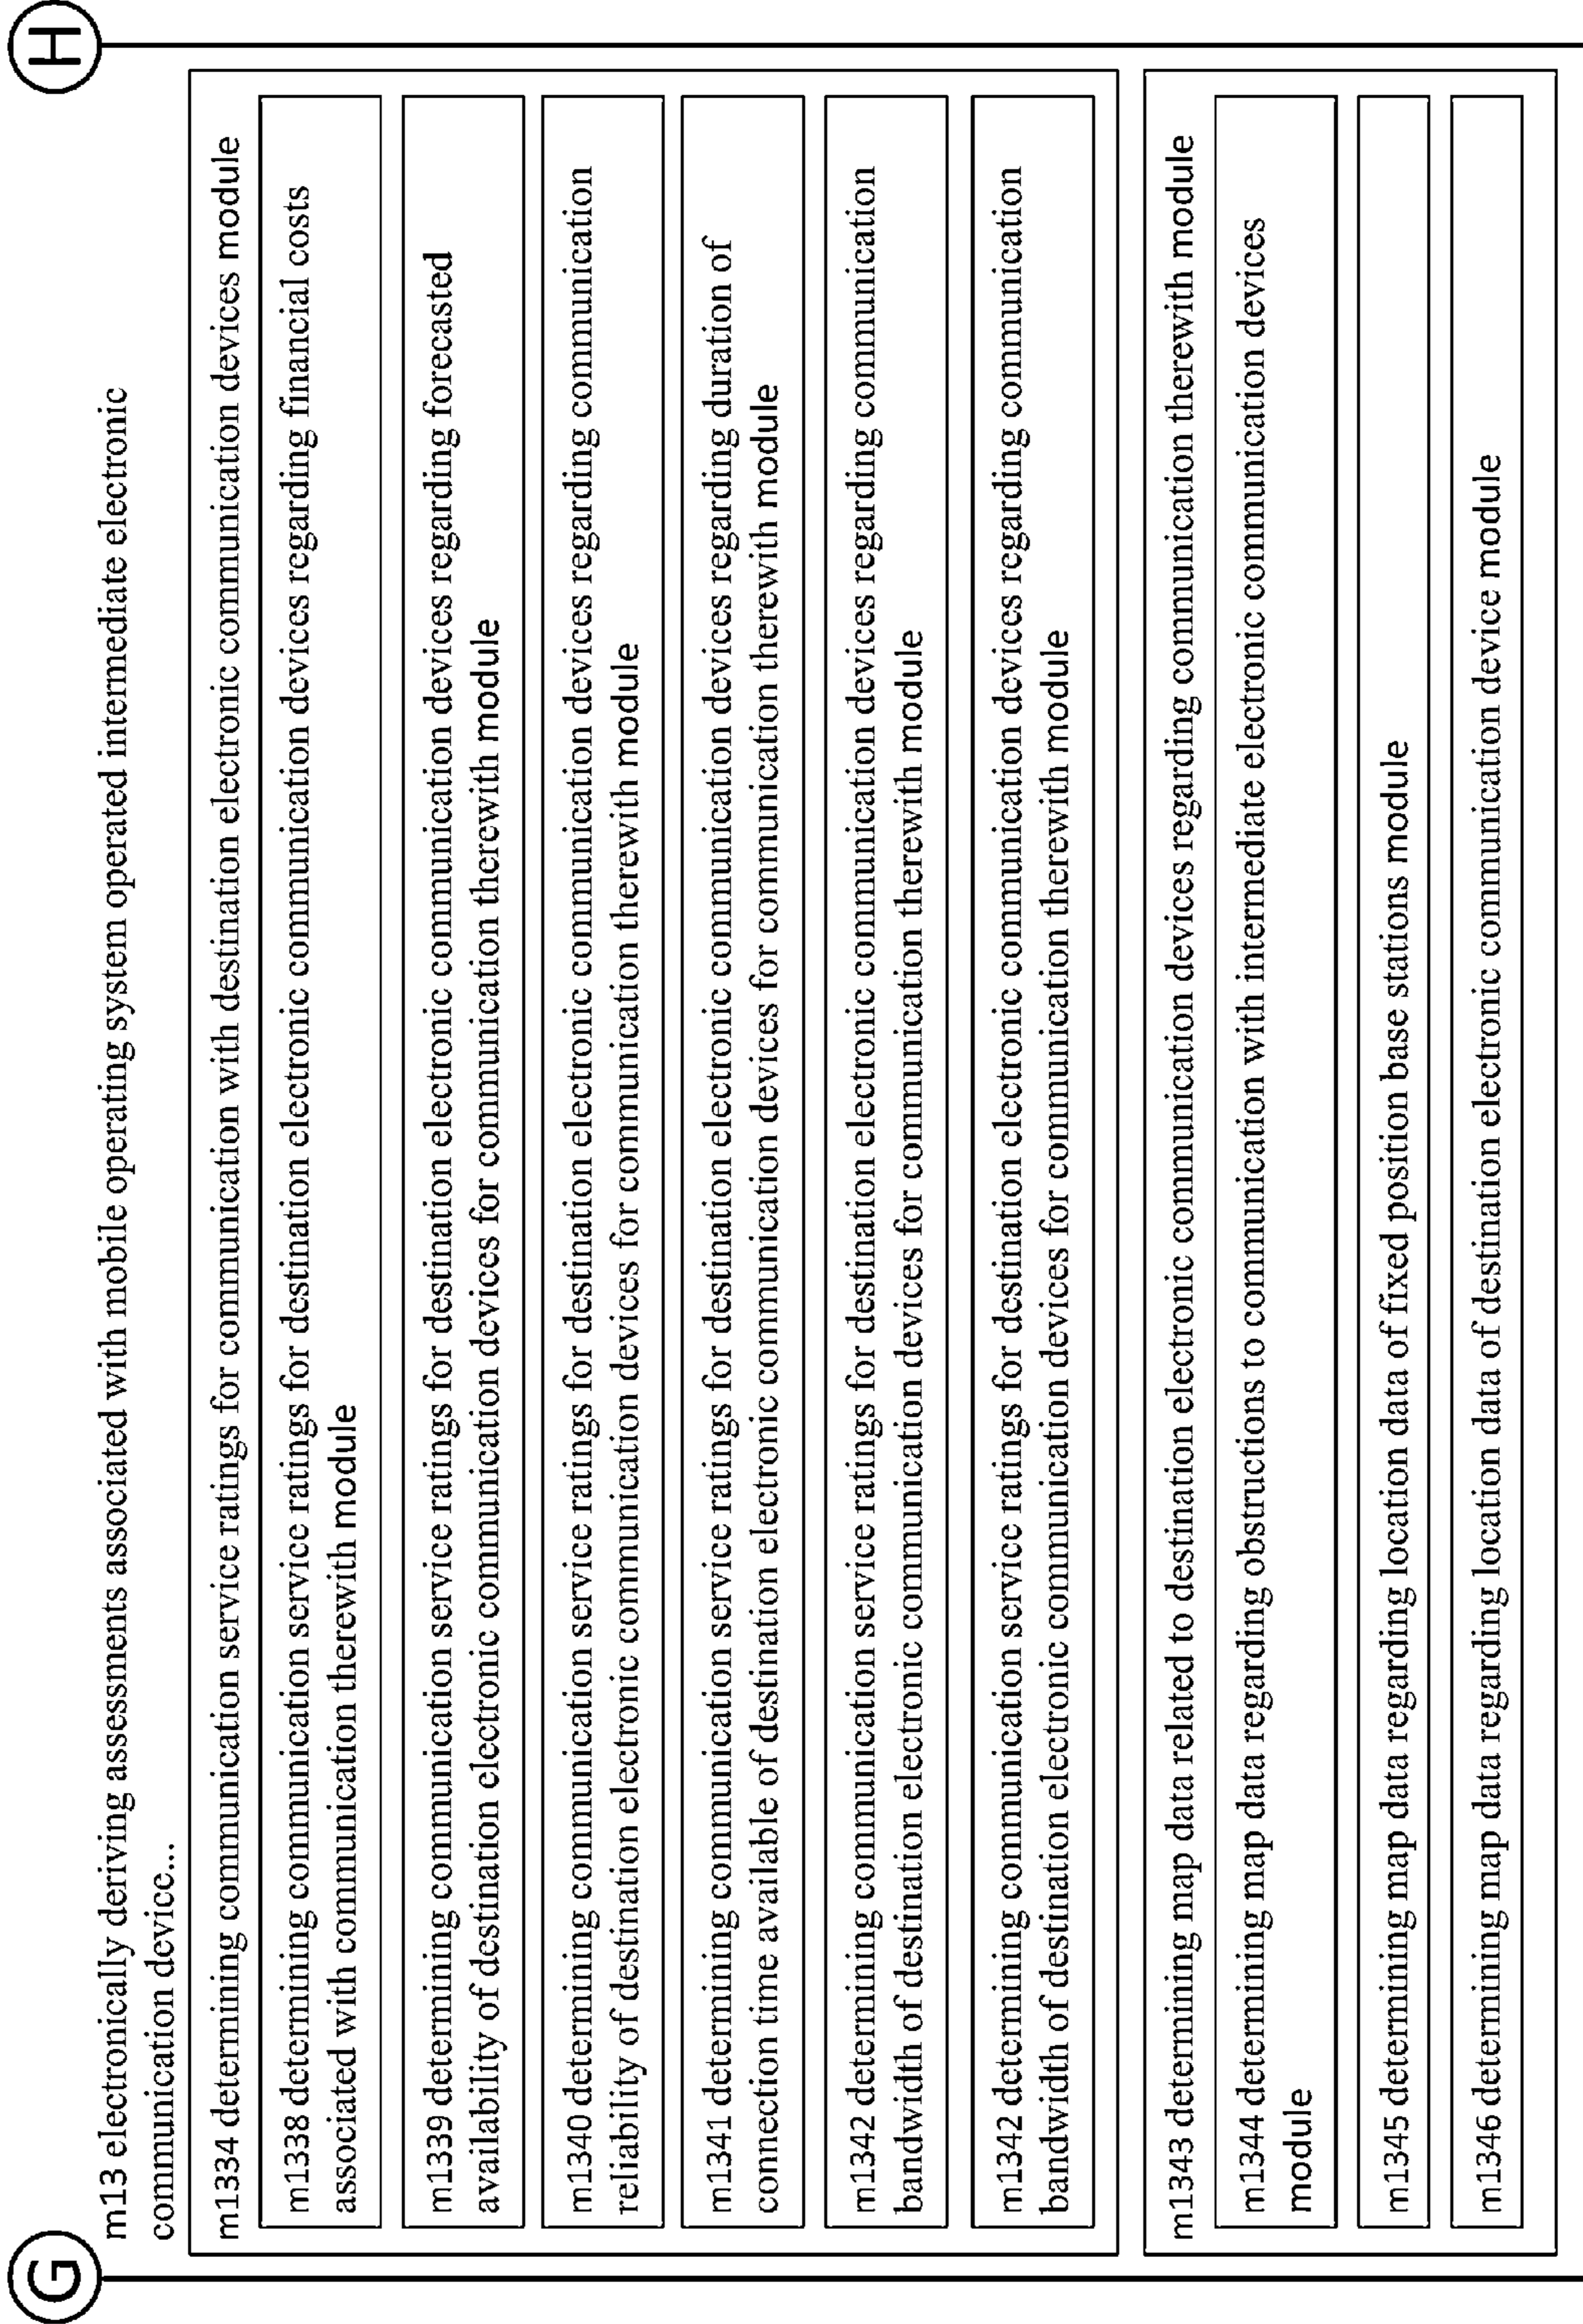 G
H
m13 electronically deriving assessments associated with mobile operating system operated intermediate electronic
communication device...
m1334 determining communication service ratings for communication with destination electronic communication devices module
m1338 determining communication service ratings for destination electronic communication devices regarding financial costs
associated with communication therewith module
m1339 determining communication service ratings for destination electronic communication devices regarding forecasted
availability of destination electronic communication devices for communication therewith module
m1340 determining communication service ratings for destination electronic communication devices regarding communication
reliability of destination electronic communication devices for communication therewith module
m1341 determining communication service ratings for destination electronic communication devices regarding duration of
connection time available of destination electronic communication devices for communication therewith module
m1342 determining communication service ratings for destination electronic communication devices regarding communication
bandwidth of destination electronic communication devices for communication therewith module
m1342 determining communication service ratings for destination electronic communication devices regarding communication
bandwidth of destination electronic communication devices for communication therewith module
m1343 determining map data related to destination electronic communication devices regarding communication therewith module
m1344 determining map data regarding obstructions to communication with intermediate electronic communication devices
module
m1345 determining map data regarding location data of fixed position base stations module
m1346 determining map data regarding location data of destination electronic communication device module